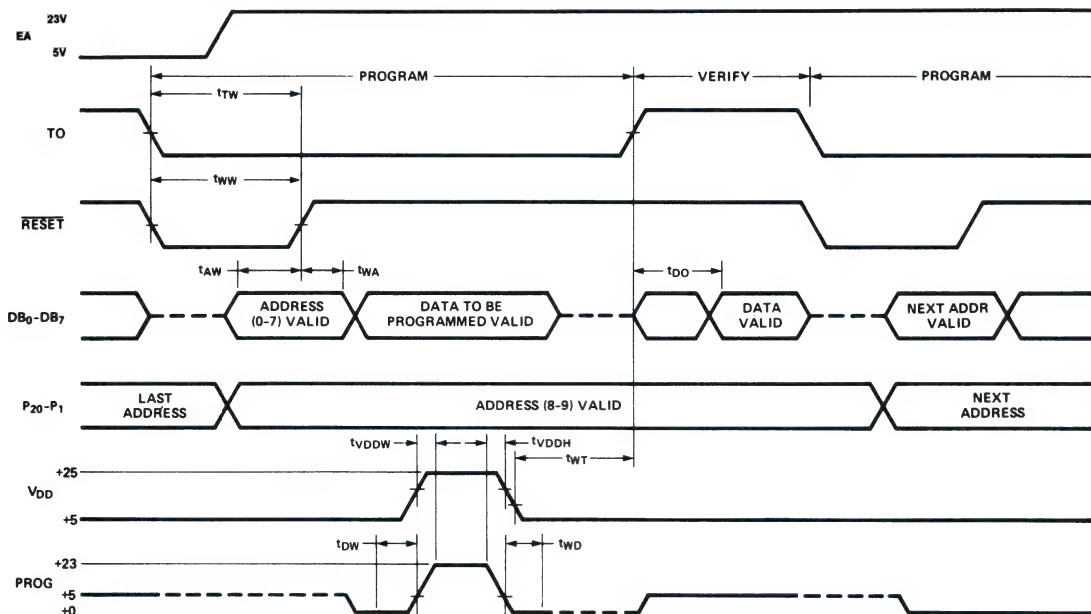 23V
EA
5V
PROGRAM VERIFY PROGRAM
tTW
TO
tWW
RESET
tAW tWA tDO
DB0-DB7
ADDRESS (0-7) VALID
DATA TO BE PROGRAMMED VALID
DATA VALID
NEXT ADDR VALID
P20-P1
LAST ADDRESS
ADDRESS (8-9) VALID
NEXT ADDRESS
tVDDW tVDDH
tWT
+25
VDD
+5
tDW tWD
+23
PROG
+5
+0